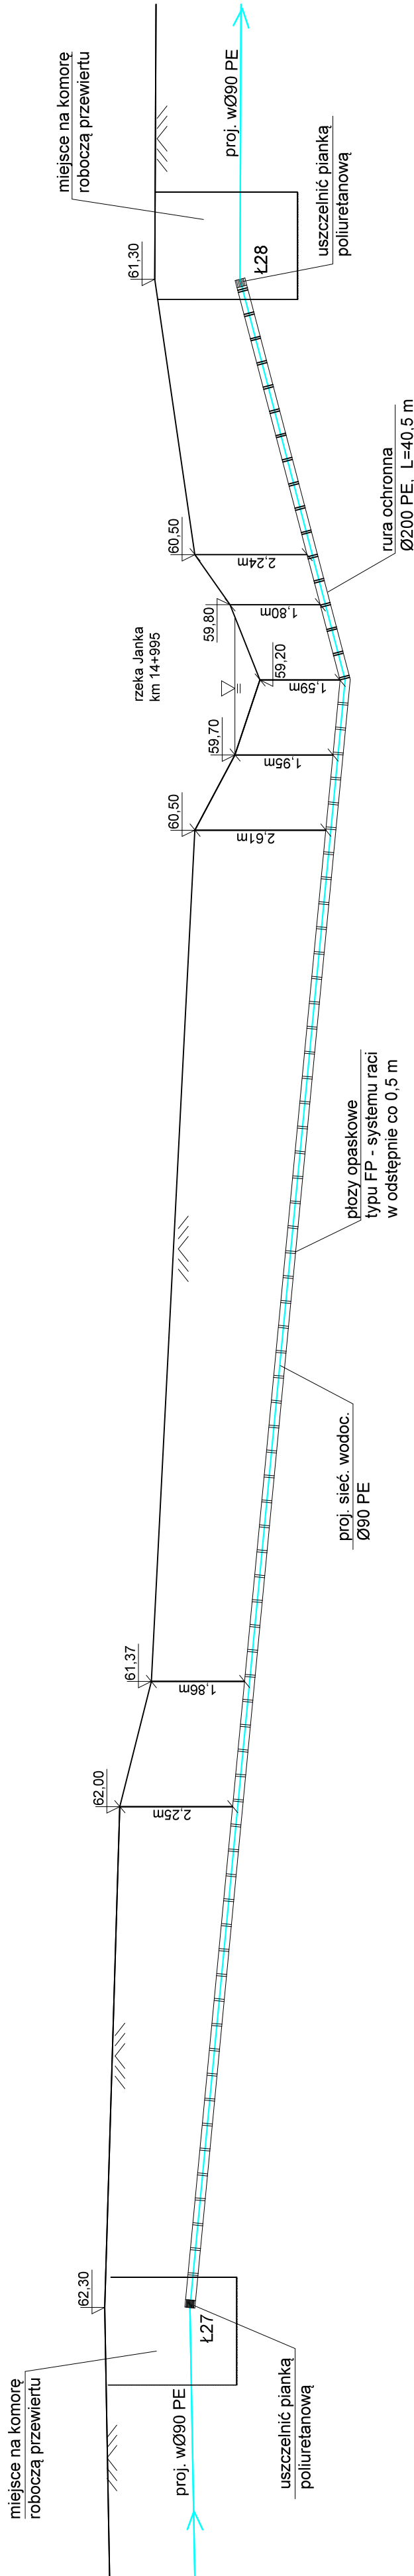 miejsce na komorę
roboczą przewiertu
62,30
proj. wØ90 PE
Ł27
uszczelnić pianką
poliuretanową
62,00
2,25m
61,37
1,86m
proj. sieć. wodoc.
Ø90 PE
płozy opaskowe
typu FP - systemu raci
w odstępnie co 0,5 m
60,50
2,61m
59,70
1,95m
rzeka Janka
km 14+995
59,20
1,59m
59,80
1,80m
60,50
2,24m
rura ochronna
Ø200 PE, L=40,5 m
61,30
miejsce na komorę
roboczą przewiertu
Ł28
uszczelnić pianką
poliuretanową
proj. wØ90 PE